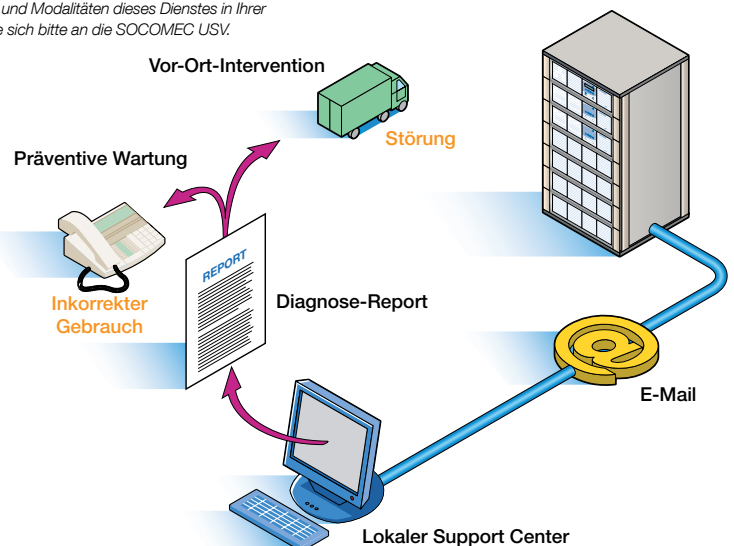 und Modalitäten dieses Dienstes in Ihrer
e sich bitte an die SOCOMEC USV.
Vor-Ort-Intervention
Störung
Präventive Wartung
Inkorrekter
Gebrauch
REPORT
Diagnose-Report
E-Mail
Lokaler Support Center